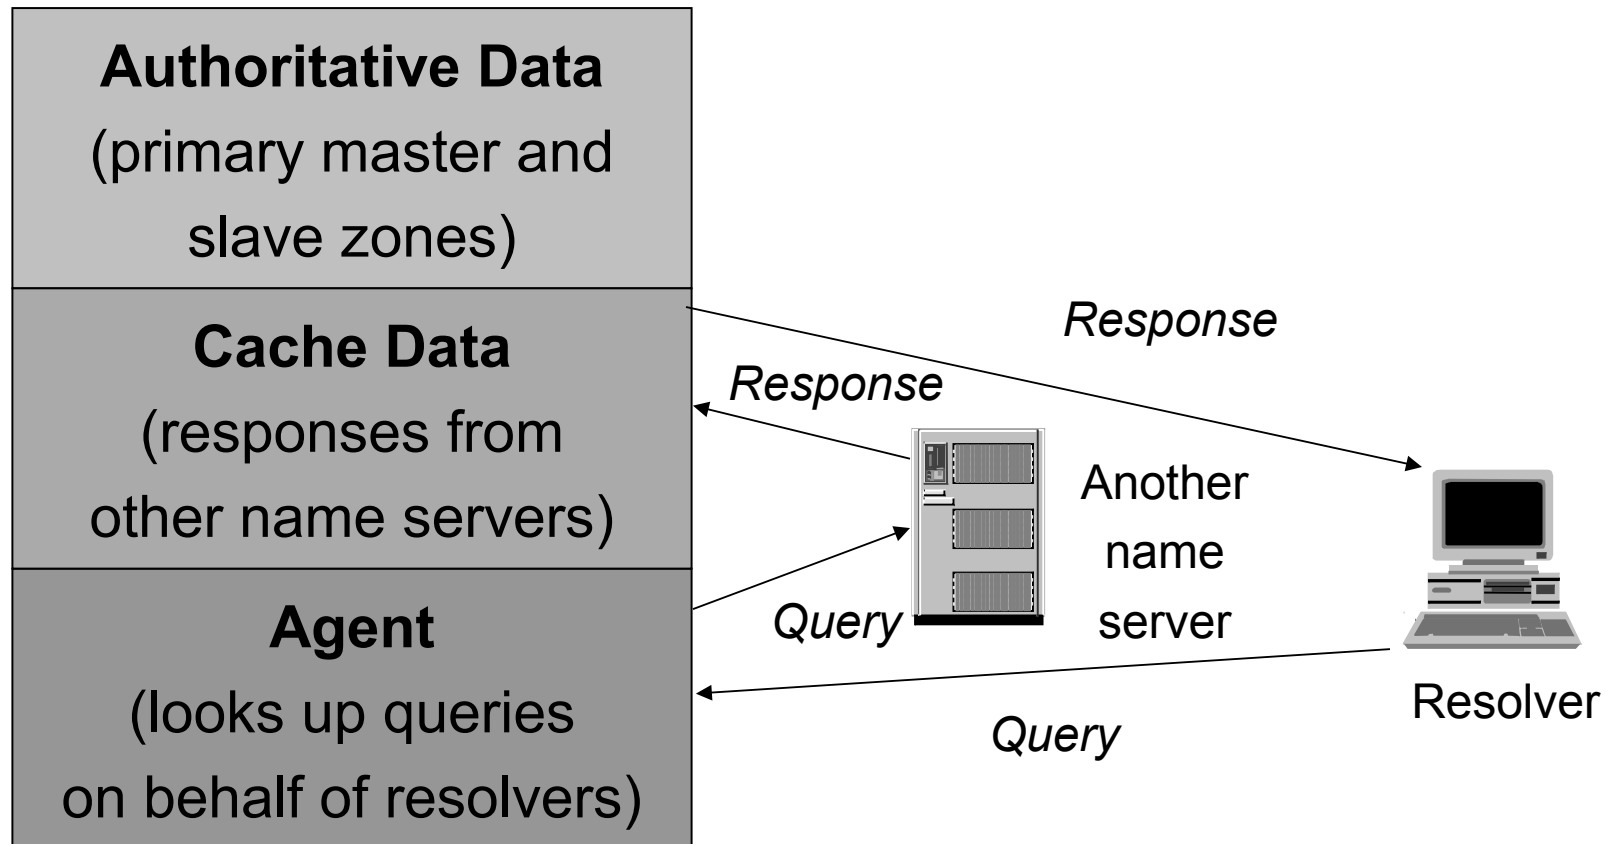 Authoritative Data
(primary master and
slave zones)
Cache Data
(responses from
other name servers)
Agent
(looks up queries
on behalf of resolvers)
Response
Response
Another
name
server
Query
Query
Resolver